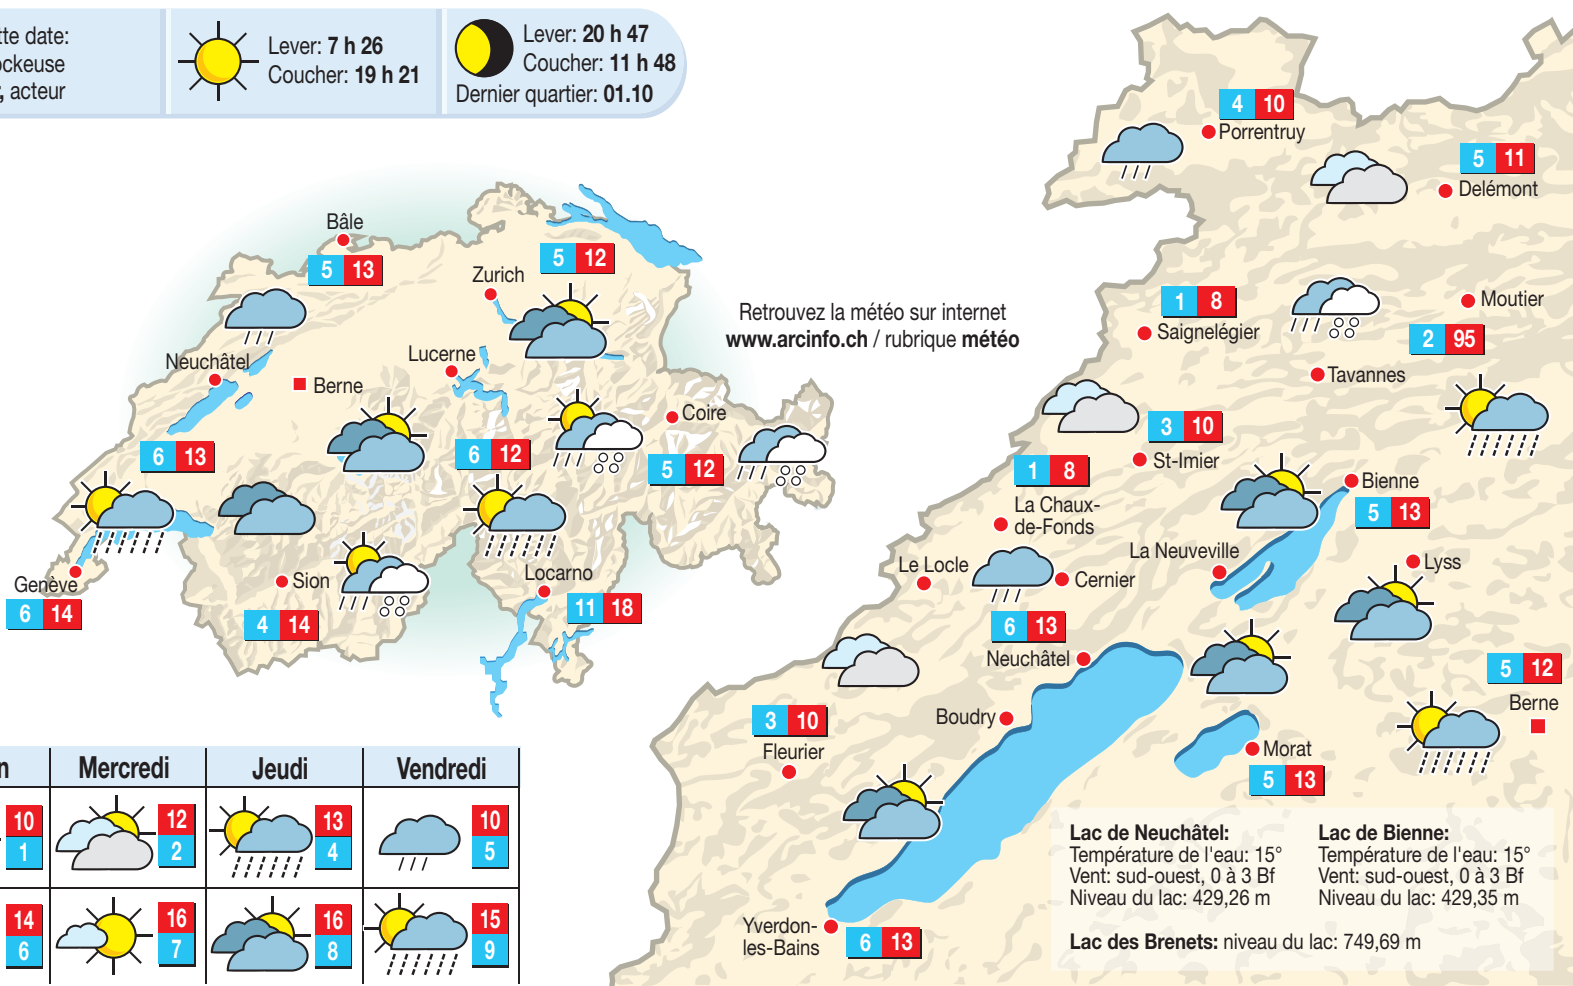 tte date:
ockeuse
, acteur
Lever: 7 h 26
Coucher: 19 h 21
Lever: 20 h 47
Coucher: 11 h 48
Dernier quartier: 01.10
Bâle
5 13
Zurich
5 12
Neuchâtel
6 13
Berne
Lucerne
6 12
Coire
5 12
Genève
6 14
Sion
4 14
Locarno
11 18
Retrouvez la météo sur internet
www.arcinfo.ch / rubrique météo
n
Mercredi
Jeudi
Vendredi
10
1
12
2
13
4
10
5
14
6
16
7
16
8
15
9
4 10
Porrentruy
5 11
Delémont
1 8
Saignelégier
Moutier
2 95
Tavannes
3 10
St-Imier
1 8
La Chaux-
de-Fonds
Bienne
5 13
La Neuveville
Lyss
Le Locle
Cernier
6 13
Neuchâtel
5 12
Berne
3 10
Fleurier
Boudry
Morat
5 13
Yverdon-
les-Bains
6 13
Lac de Neuchâtel:
Température de l'eau: 15°
Vent: sud-ouest, 0 à 3 Bf
Niveau du lac: 429,26 m
Lac de Bienne:
Température de l'eau: 15°
Vent: sud-ouest, 0 à 3 Bf
Niveau du lac: 429,35 m
Lac des Brenets: niveau du lac: 749,69 m